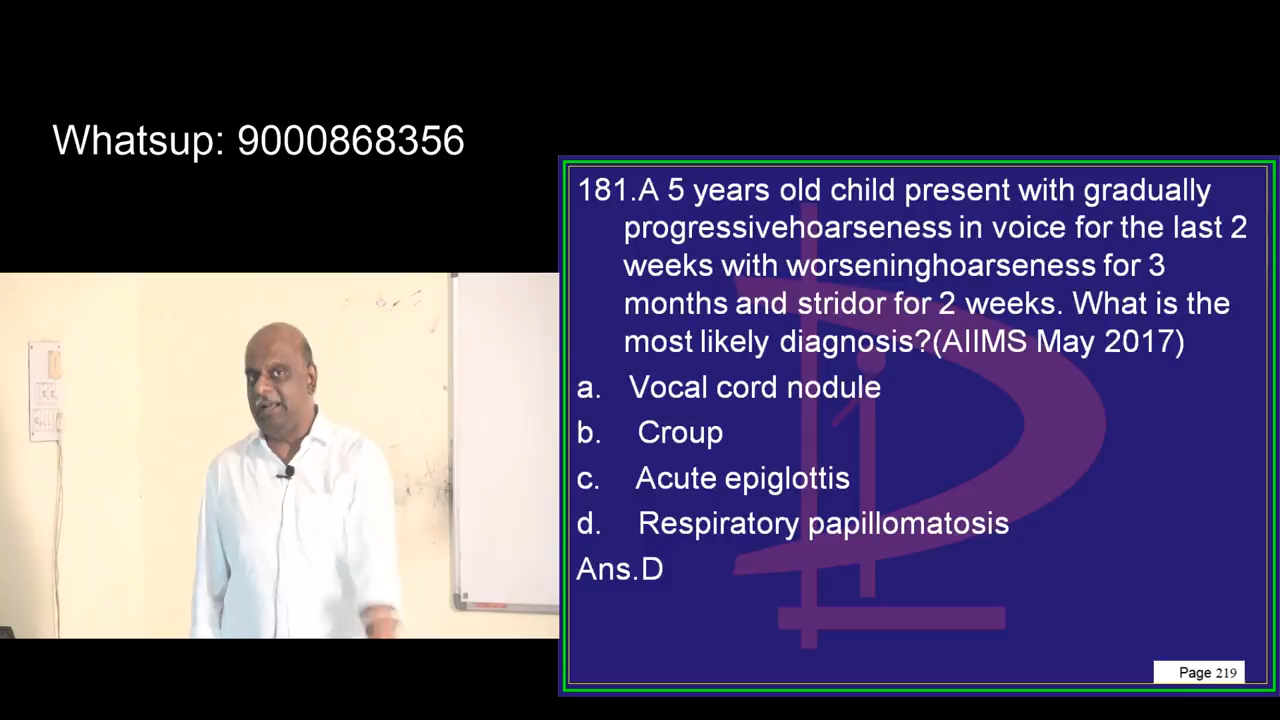 Whatsup: 9000868356
181.A 5 years old child present with gradually
progressivehoarseness in voice for the last 2
weeks with worseninghoarseness for 3
months and stridor for 2 weeks. What is the
most likely diagnosis?(AIIMS May 2017)
a. Vocal cord nodule
b. Croup
c. Acute epiglottis
d. Respiratory papillomatosis
Ans.D
Page 219